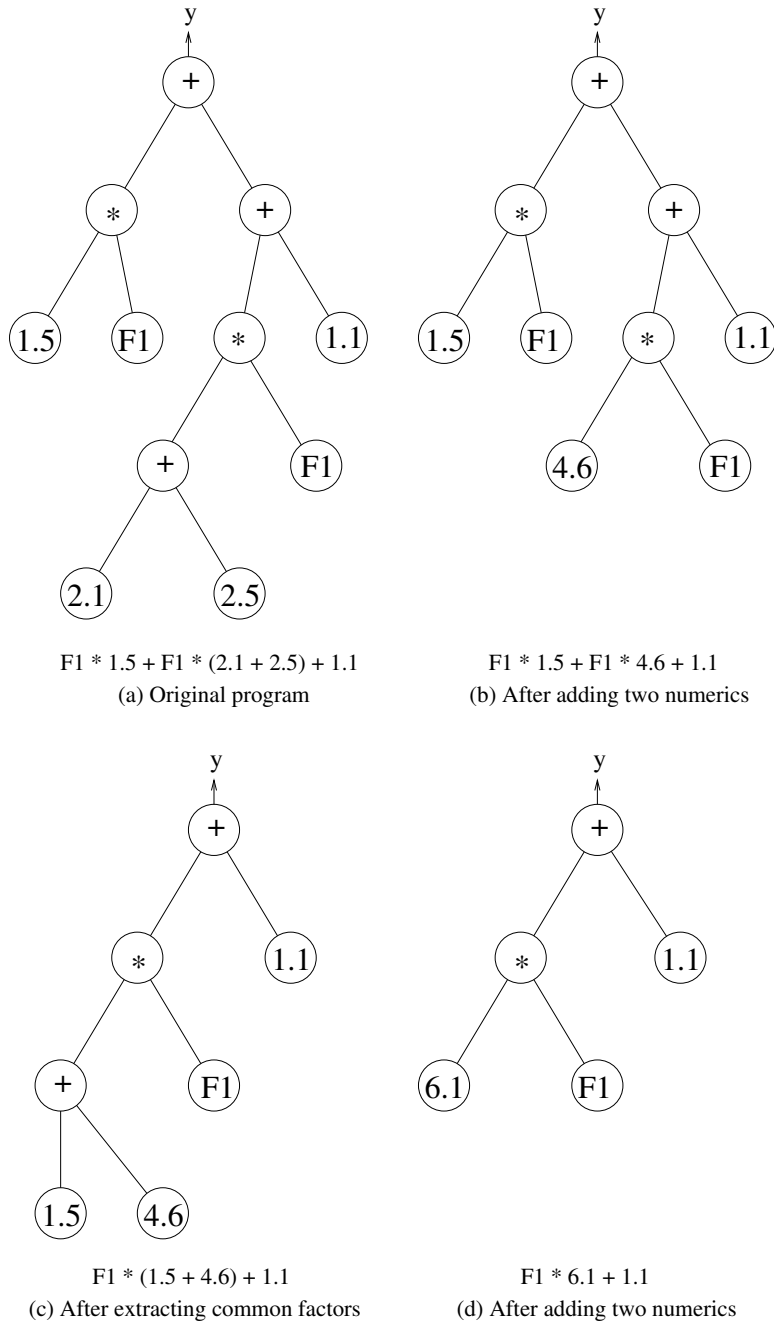 y
y
+
+
*
+
*
+
1.5
F1
*
1.1
1.5
F1
*
1.1
+
F1
4.6
F1
2.1
2.5
F1 * 1.5 + F1 * (2.1 + 2.5) + 1.1
(a) Original program
F1 * 1.5 + F1 * 4.6 + 1.1
(b) After adding two numerics
y
y
+
+
*
1.1
*
1.1
+
F1
6.1
F1
1.5
4.6
F1 * (1.5 + 4.6) + 1.1
(c) After extracting common factors
F1 * 6.1 + 1.1
(d) After adding two numerics